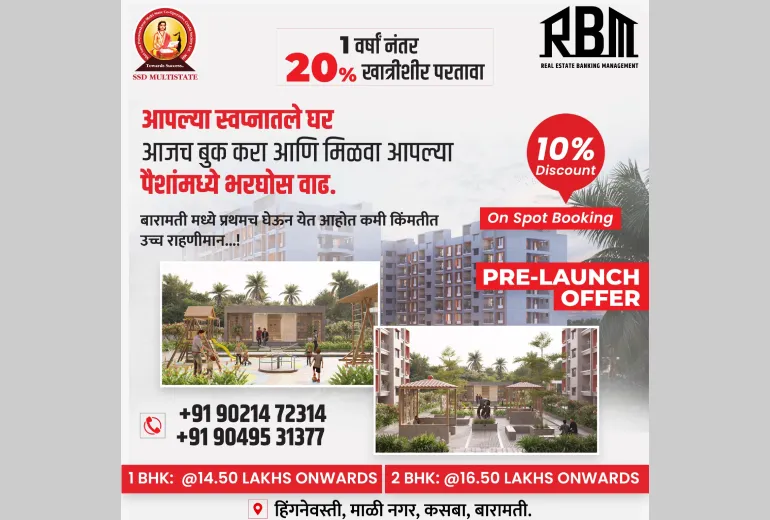 SSD MULTISTATE
Towards Success..
1 वर्षा नंतर
20% खात्रीशीर परतावा
RBM
REAL ESTATE BANKING MANAGEMENT
आपल्या स्वप्नातले घर
आजच बुक करा आणि मिळवा आपल्या
पैशांमध्ये भरघोस वाढ.
10%
Discount
On Spot Booking
बारामती मध्ये प्रथमच घेऊन येत आहोत कमी किंमतीत
उच्च राहणीमान...!
PRE-LAUNCH
OFFER
+91 90214 72314
+91 90495 31377
1 BHK: @14.50 LAKHS ONWARDS
2 BHK: @16.50 LAKHS ONWARDS
हिंगनेवस्ती, माळी नगर, कसबा, बारामती.